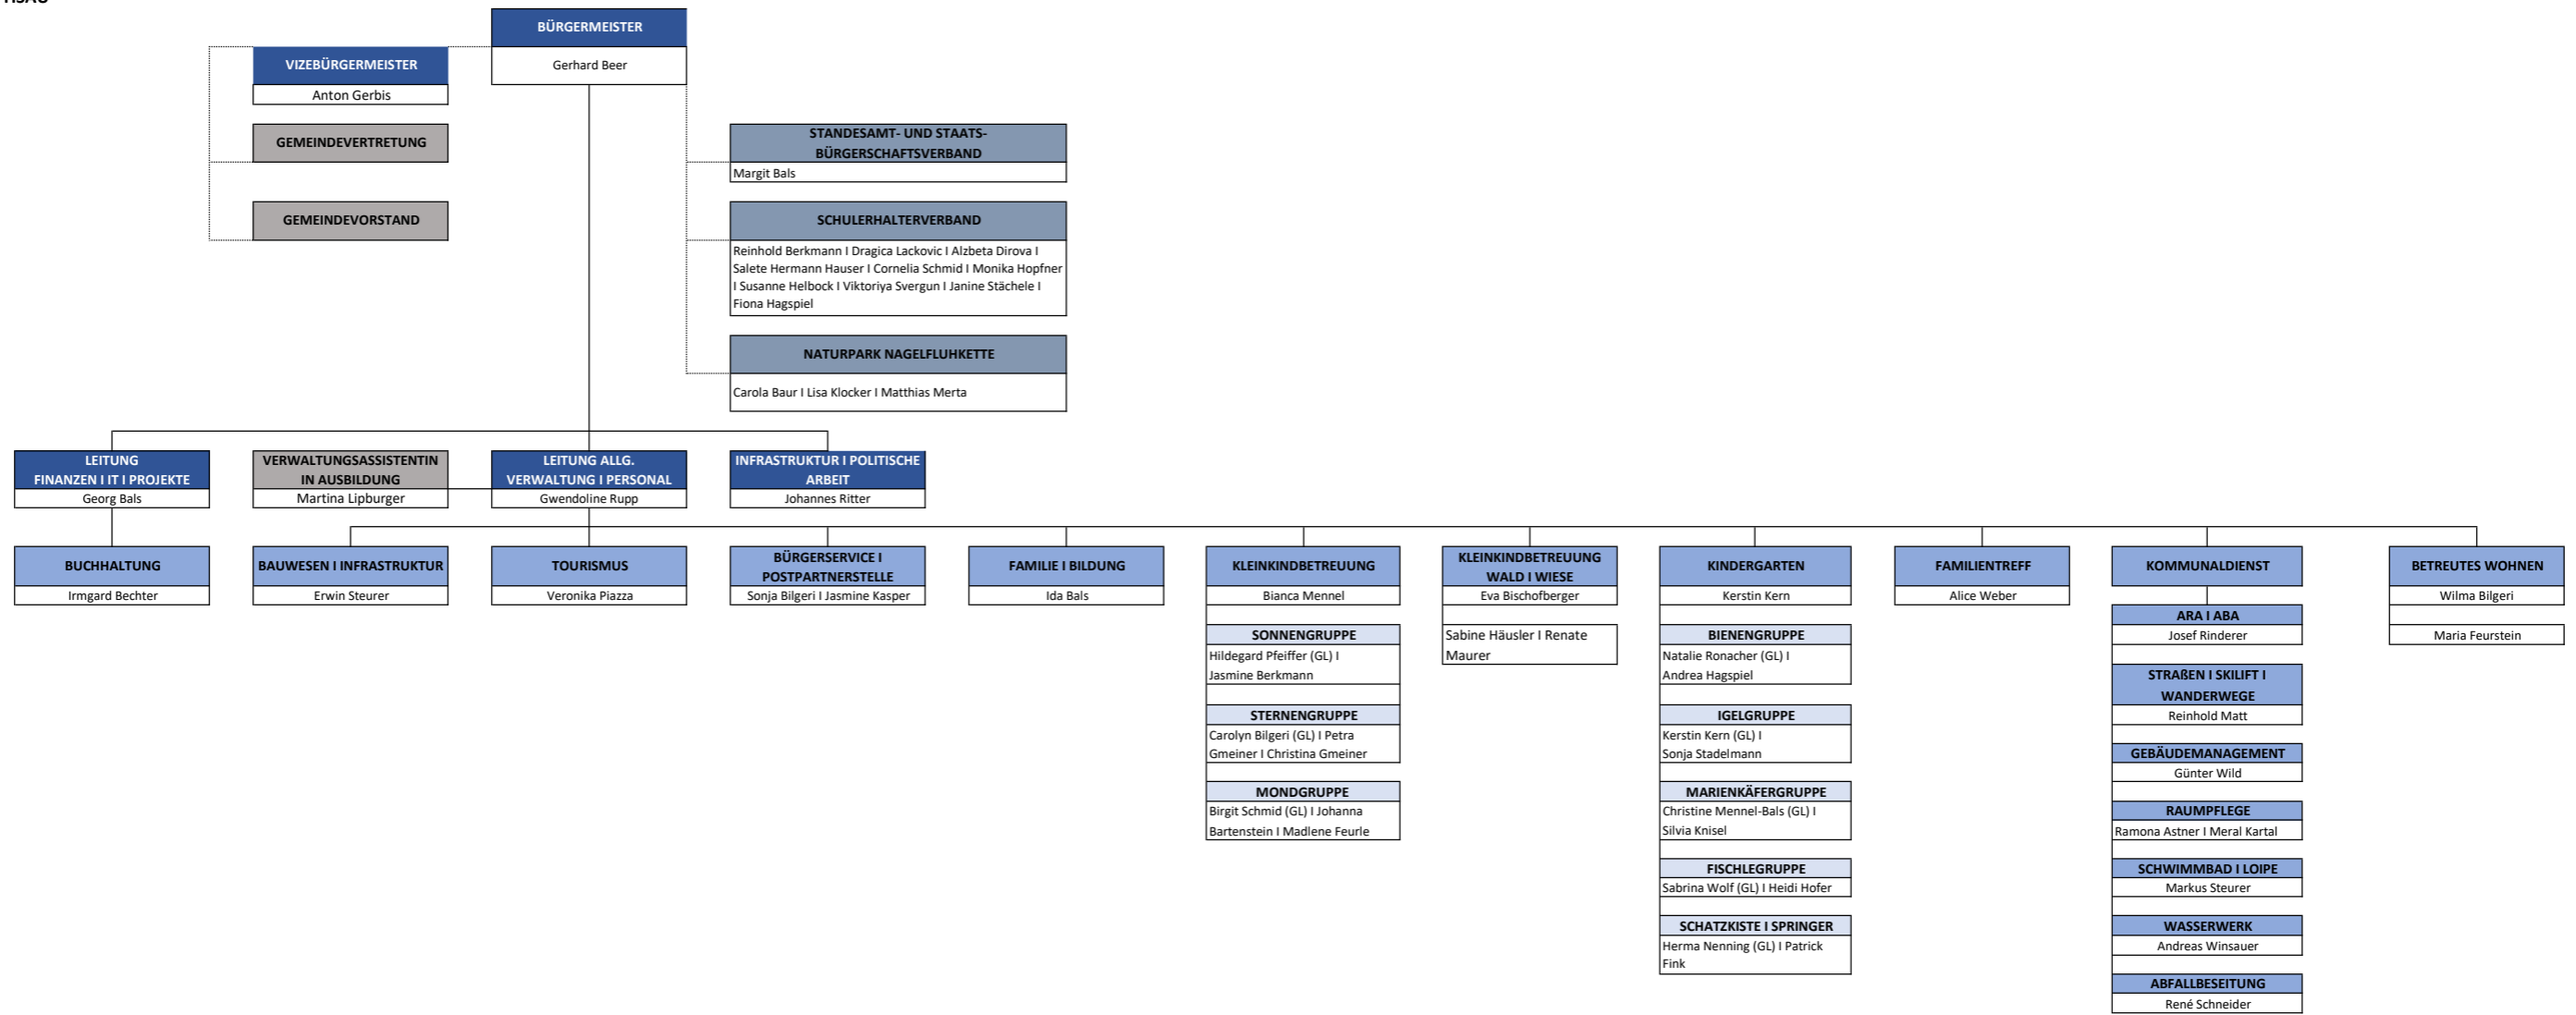 BÜRGERMEISTER
Gerhard Beer
VIZEBÜRGERMEISTER
Anton Gerbis
GEMEINDEVERTRETUNG
GEMEINDEVORSTAND
STANDESAMT- UND STAATS-
BÜRGERSCHAFTSVERBAND
Margit Bals
SCHULERHALTERVERBAND
Reinhold Berkmann I Dragica Lackovic I Alzbeta Dirova I
Salete Hermann Hauser I Cornelia Schmid I Monika Hopfner
I Susanne Helbock I Viktoriya Svergun I Janine Stächele I
Fiona Hagspiel
NATURPARK NAGELFLUHKETTE
Carola Baur I Lisa Klocker I Matthias Merta
LEITUNG
FINANZEN I IT I PROJEKTE
Georg Bals
VERWALTUNGSASSISTENTIN
IN AUSBILDUNG
Martina Lipburger
LEITUNG ALLG.
VERWALTUNG I PERSONAL
Gwendoline Rupp
INFRASTRUKTUR I POLITISCHE
ARBEIT
Johannes Ritter
BUCHHALTUNG
Irmgard Bechter
BAUWESEN I INFRASTRUKTUR
Erwin Steurer
TOURISMUS
Veronika Piazza
BÜRGERSERVICE I
POSTPARTNERSTELLE
Sonja Bilgeri I Jasmine Kasper
FAMILIE I BILDUNG
Ida Bals
KLEINKINDBETREUUNG
Bianca Mennel
SONNENGRUPPE
Hildegard Pfeiffer (GL) I
Jasmine Berkmann
STERNENGRUPPE
Carolyn Bilgeri (GL) I Petra
Gmeiner I Christina Gmeiner
MONDGRUPPE
Birgit Schmid (GL) I Johanna
Bartenstein I Madlene Feurle
KLEINKINDBETREUUNG
WALD I WIESE
Eva Bischofberger
Sabine Häusler I Renate
Maurer
KINDERGARTEN
Kerstin Kern
BIENENGRUPPE
Natalie Ronacher (GL) I
Andrea Hagspiel
IGELGRUPPE
Kerstin Kern (GL) I
Sonja Stadelmann
MARIENKÄFERGRUPPE
Christine Mennel-Bals (GL) I
Silvia Knisel
FISCHLEGRUPPE
Sabrina Wolf (GL) I Heidi Hofer
SCHATZKISTE I SPRINGER
Herma Nenning (GL) I Patrick
Fink
FAMILIENTREFF
Alice Weber
KOMMUNALDIENST
ARA I ABA
Josef Rinderer
STRAßEN I SKILIFT I
WANDERWEGE
Reinhold Matt
GEBÄUDEMANAGEMENT
Günter Wild
RAUMPFLEGE
Ramona Astner I Meral Kartal
SCHWIMMBAD I LOIPE
Markus Steurer
WASSERWERK
Andreas Winsauer
ABFALLBESEITUNG
René Schneider
BETREUTES WOHNEN
Wilma Bilgeri
Maria Feurstein